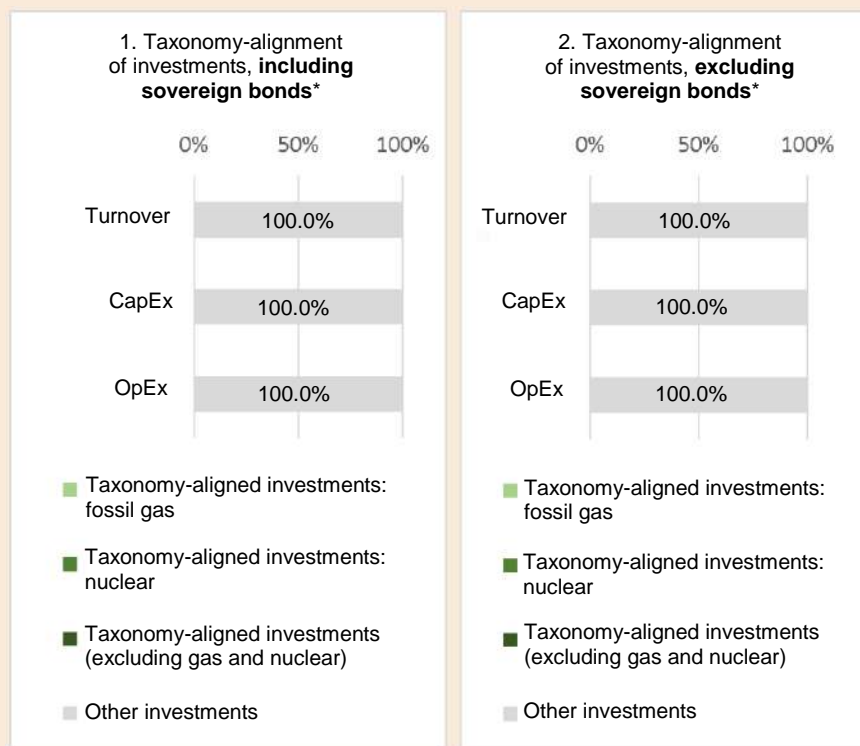 1. Taxonomy-alignment
of investments, including
sovereign bonds*
0% 50% 100%
Turnover 100.0%
CapEx 100.0%
OpEx 100.0%
Taxonomy-aligned investments:
fossil gas
Taxonomy-aligned investments:
nuclear
Taxonomy-aligned investments
(excluding gas and nuclear)
Other investments
2. Taxonomy-alignment
of investments, excluding
sovereign bonds*
0% 50% 100%
Turnover 100.0%
CapEx 100.0%
OpEx 100.0%
Taxonomy-aligned investments:
fossil gas
Taxonomy-aligned investments:
nuclear
Taxonomy-aligned investments
(excluding gas and nuclear)
Other investments